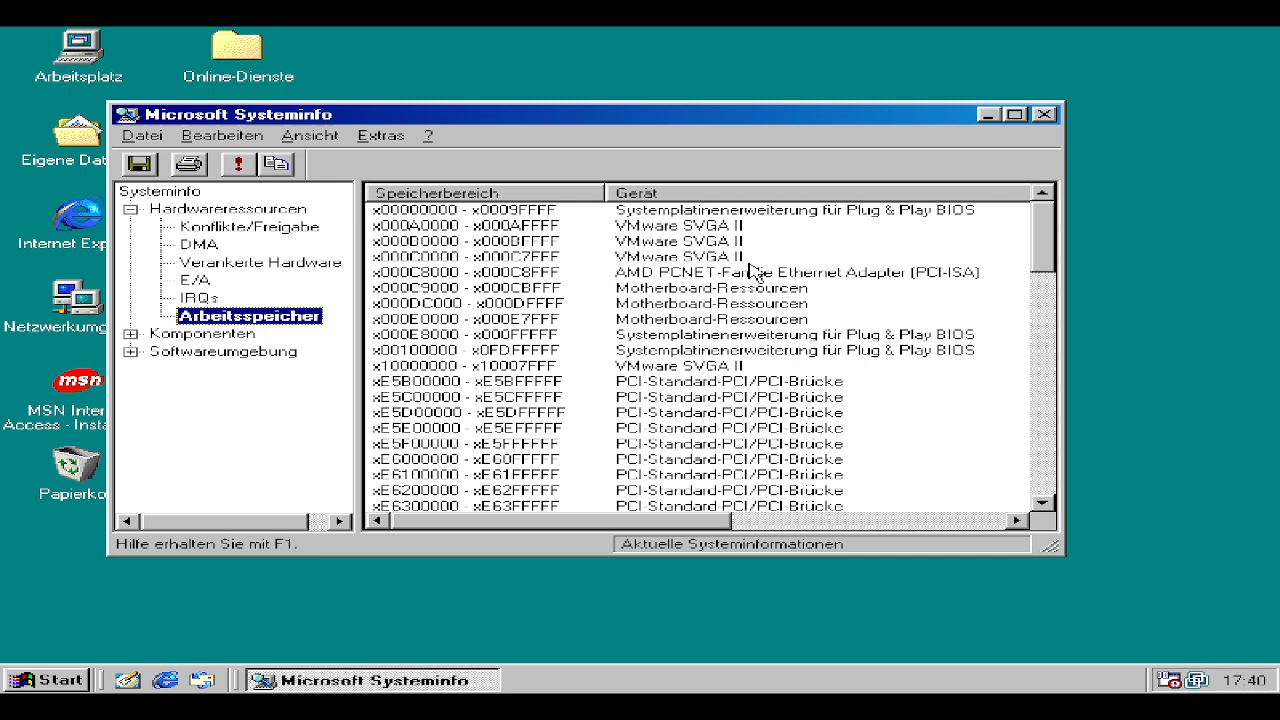 Arbeitsplatz
Online-Dienste
Eigene Dat
Internet Exp
Netzwerkumg
msn
MSN Inter
Access - Insta
Papierko
Microsoft Systeminfo
Datei Bearbeiten Ansicht Extras ?
Systeminfo
Hardwareressourcen
Konflikte/Freigabe
DMA
Verankerte Hardware
E/A
IRQs
Arbeitsspeicher
Komponenten
Softwareumgebung
Speicherbereich Gerät
x00000000 - x0009FFFF Systemplatinenerweiterung für Plug & Play BIOS
x000A0000 - x000AFFFF VMware SVGA II
x000B0000 - x000BFFFF VMware SVGA II
x000C0000 - x000C7FFF VMware SVGA II
x000C8000 - x000C8FFF AMD PCNET-Familie Ethernet Adapter (PCI-ISA)
x000C9000 - x000CBFFF Motherboard-Ressourcen
x000DC000 - x000DFFFF Motherboard-Ressourcen
x000E0000 - x000E7FFF Motherboard-Ressourcen
x000E8000 - x000FFFFF Systemplatinenerweiterung für Plug & Play BIOS
x00100000 - x0FDFFFFF Systemplatinenerweiterung für Plug & Play BIOS
x10000000 - x10007FFF VMware SVGA II
xE5B00000 - xE5BFFFFF PCI-Standard-PCI/PCI-Brücke
xE5C00000 - xE5CFFFFF PCI-Standard-PCI/PCI-Brücke
xE5D00000 - xE5DFFFFF PCI-Standard-PCI/PCI-Brücke
xE5E00000 - xE5EFFFFF PCI-Standard-PCI/PCI-Brücke
xE5F00000 - xE5FFFFFF PCI-Standard-PCI/PCI-Brücke
xE6000000 - xE60FFFFF PCI-Standard-PCI/PCI-Brücke
xE6100000 - xE61FFFFF PCI-Standard-PCI/PCI-Brücke
xE6200000 - xE62FFFFF PCI-Standard-PCI/PCI-Brücke
xE6300000 - xE63FFFFF PCI-Standard-PCI/PCI-Brücke
Hilfe erhalten Sie mit F1.
Aktuelle Systeminformationen
Start
Microsoft Systeminfo
17:40